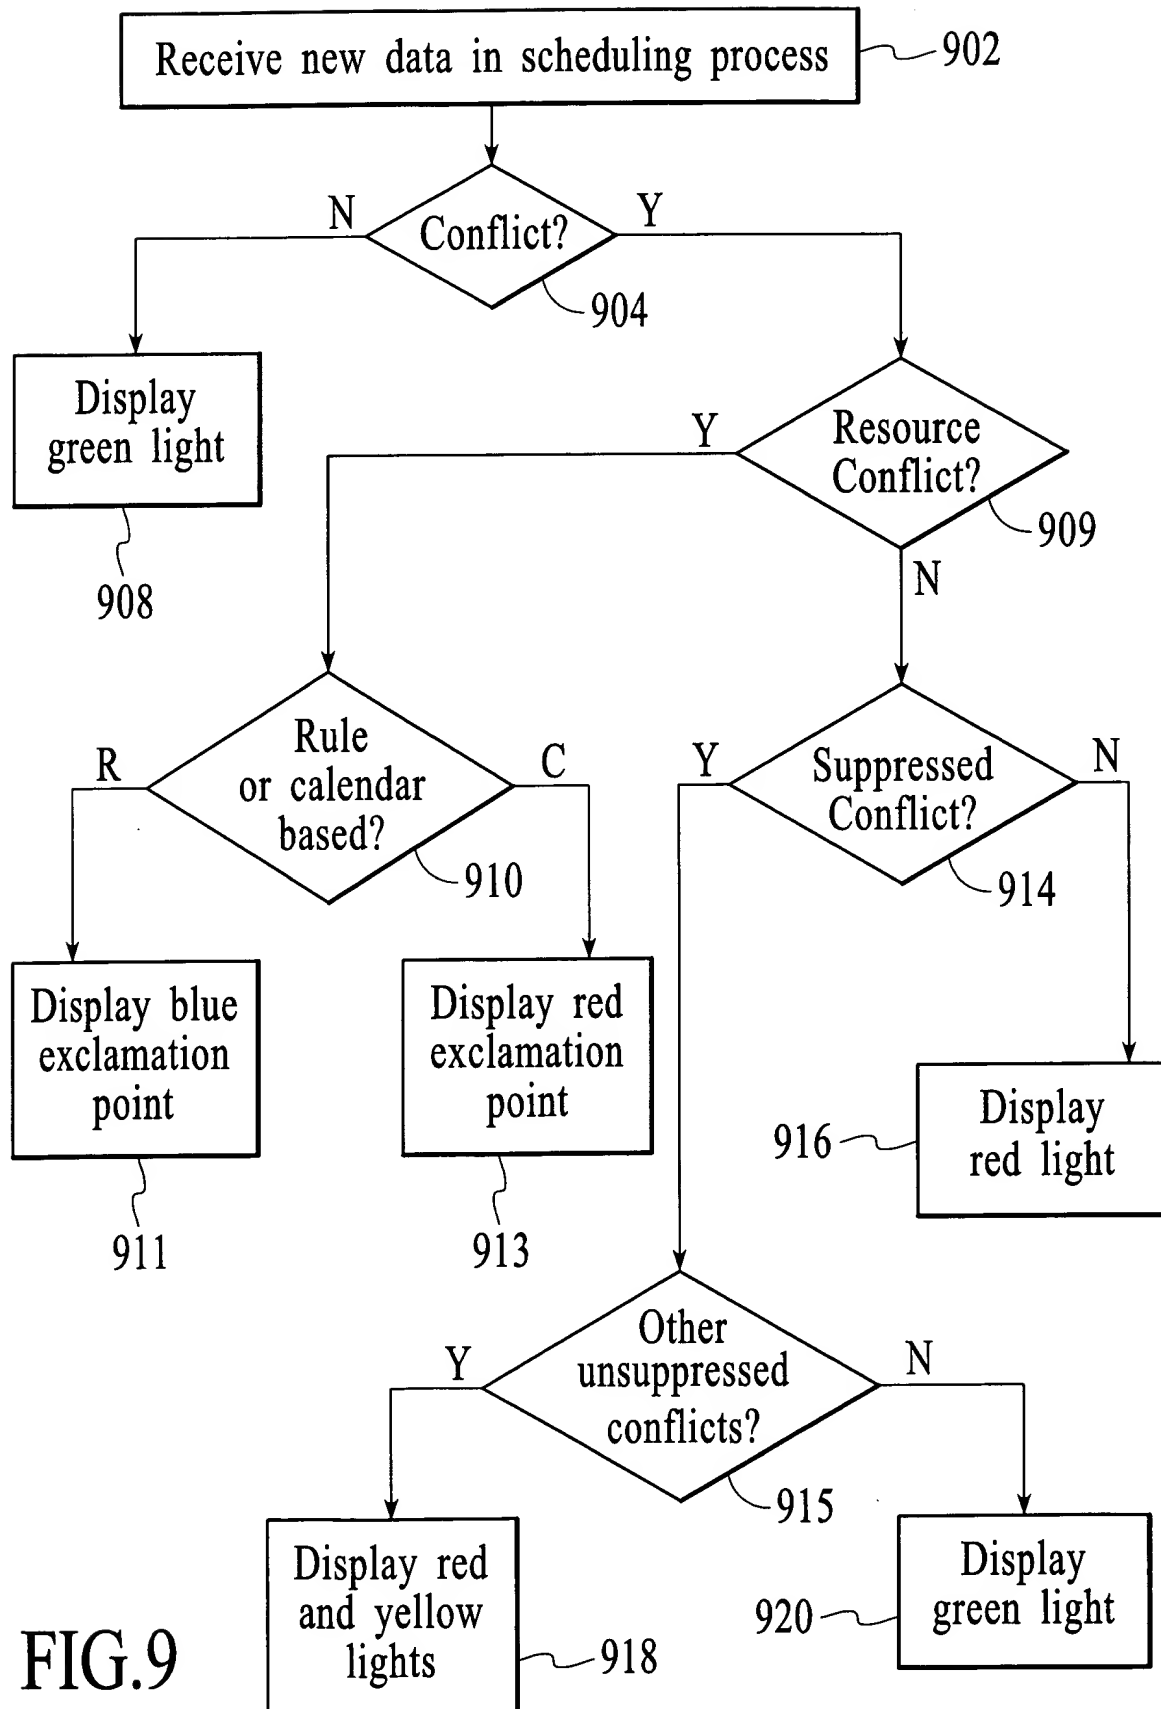 Receive new data in scheduling process
902
N
Y
Conflict?
904
Display
green light
908
Y
Resource
Conflict?
909
N
R
Rule
or calendar
based?
C
910
Y
Suppressed
Conflict?
N
914
Display blue
exclamation
point
911
Display red
exclamation
point
913
916
Display
red light
Y
Other
unsuppressed
conflicts?
N
915
Display red
and yellow
lights
918
920
Display
green light
FIG.9